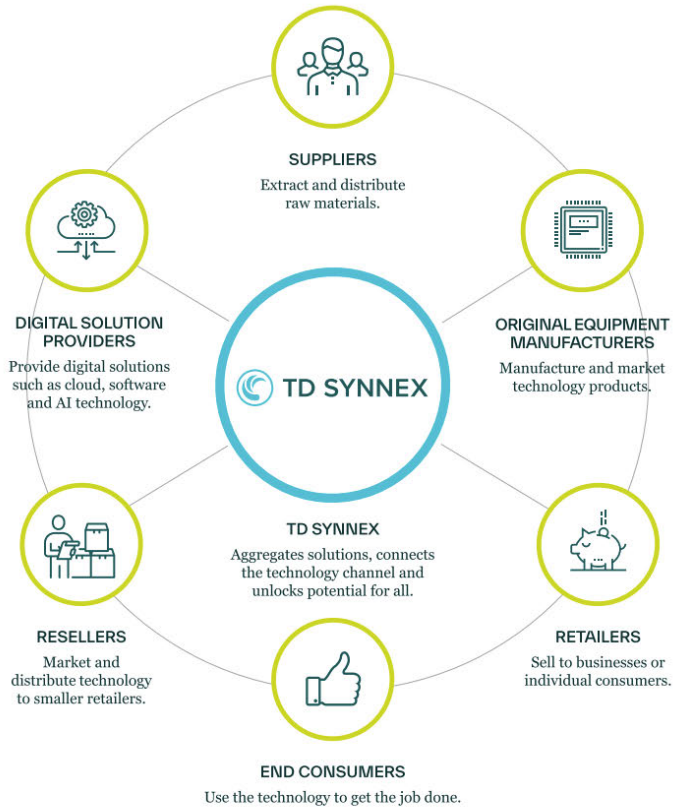 SUPPLIERS
Extract and distribute
raw materials.
DIGITAL SOLUTION
PROVIDERS
Provide digital solutions
such as cloud, software
and AI technology.
ORIGINAL EQUIPMENT
MANUFACTURERS
Manufacture and market
technology products.
TD SYNNEX
TD SYNNEX
Aggregates solutions, connects
the technology channel and
unlocks potential for all.
RESELLERS
Market and
distribute technology
to smaller retailers.
RETAILERS
Sell to businesses or
individual consumers.
END CONSUMERS
Use the technology to get the job done.